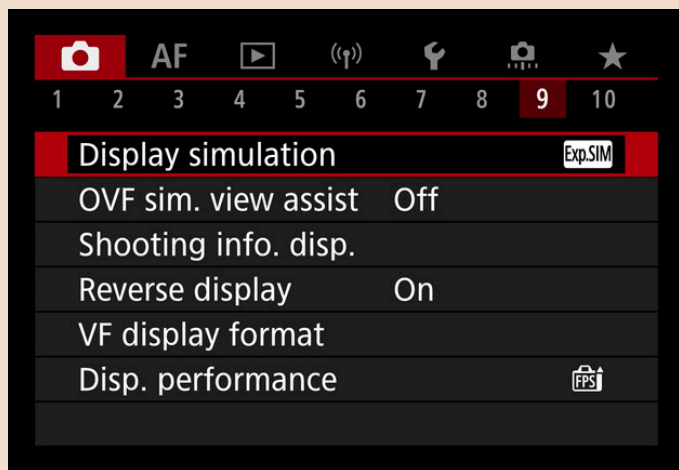 AF
1 2 3 4 5 6 7 8 9 10
Display simulation Exp.SIM
OVF sim. view assist Off
Shooting info. disp.
Reverse display On
VF display format
Disp. performance FPS